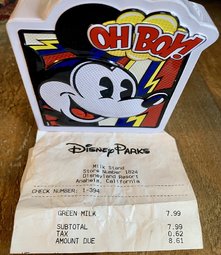 OH BOY!
Disney Parks
Milk Stand
Store Number 1824
Disneyland Resort
Anaheim, California
CHECK NUMBER: 1-394
GREEN MILK 7.99
SUBTOTAL 7.99
TAX 0.62
AMOUNT DUE 8.61